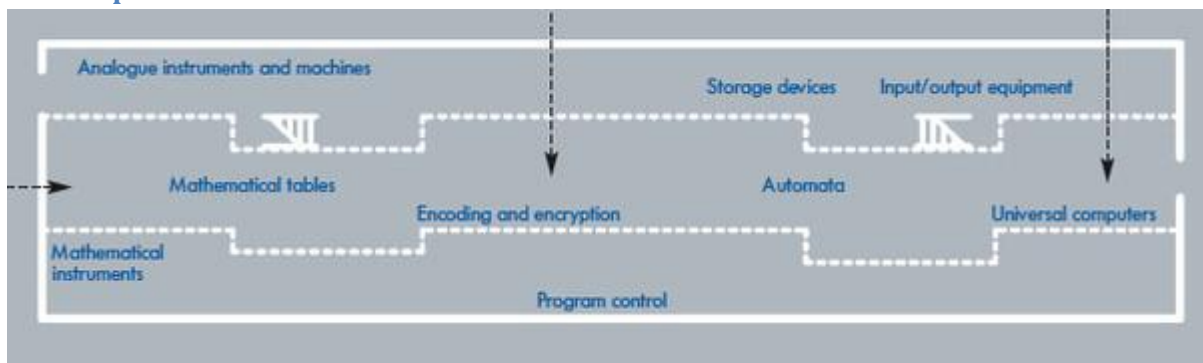 Analogue instruments and machines
Storage devices
Input/output equipment
Mathematical tables
Automata
Encoding and encryption
Universal computers
Mathematical
instruments
Program control